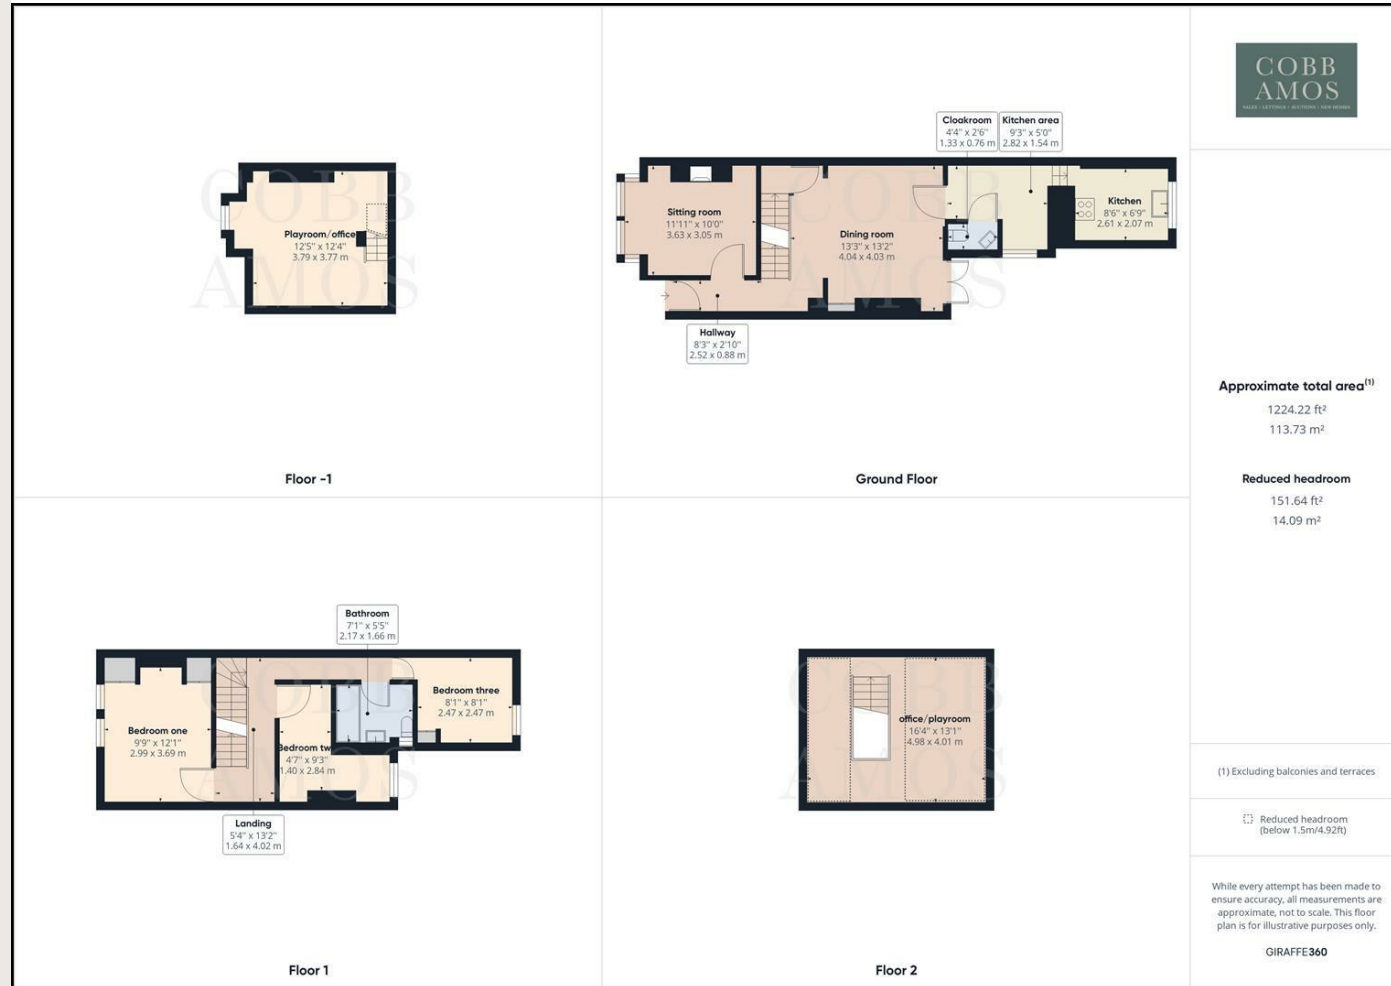 COBB
AMOS
SALES | LETTINGS | AUCTIONS | NEW HOMES
COBB
AMOS
Playroom/office
12'5" x 12'4"
3.79 x 3.77 m
Floor -1
COBB
AMOS
Cloakroom
4'4" x 2'6"
1.33 x 0.76 m
Kitchen area
9'3" x 5'0"
2.82 x 1.54 m
Sitting room
11'11" x 10'0"
3.63 x 3.05 m
Dining room
13'3" x 13'2"
4.04 x 4.03 m
Kitchen
8'6" x 6'9"
2.61 x 2.07 m
Hallway
8'3" x 2'10"
2.52 x 0.88 m
Ground Floor
COBB
AMOS
Bathroom
7'1" x 5'5"
2.17 x 1.66 m
Bedroom three
8'1" x 8'1"
2.47 x 2.47 m
Bedroom one
9'9" x 12'1"
2.99 x 3.69 m
Bedroom tw
4'7" x 9'3"
1.40 x 2.84 m
Landing
5'4" x 13'2"
1.64 x 4.02 m
Floor 1
COBB
AMOS
office/playroom
16'4" x 13'1"
4.98 x 4.01 m
Floor 2
Approximate total area(1)
1224.22 ft²
113.73 m²
Reduced headroom
151.64 ft²
14.09 m²
(1) Excluding balconies and terraces
Reduced headroom
(below 1.5m/4.92ft)
While every attempt has been made to
ensure accuracy, all measurements are
approximate, not to scale. This floor
plan is for illustrative purposes only.
GIRAFFE360